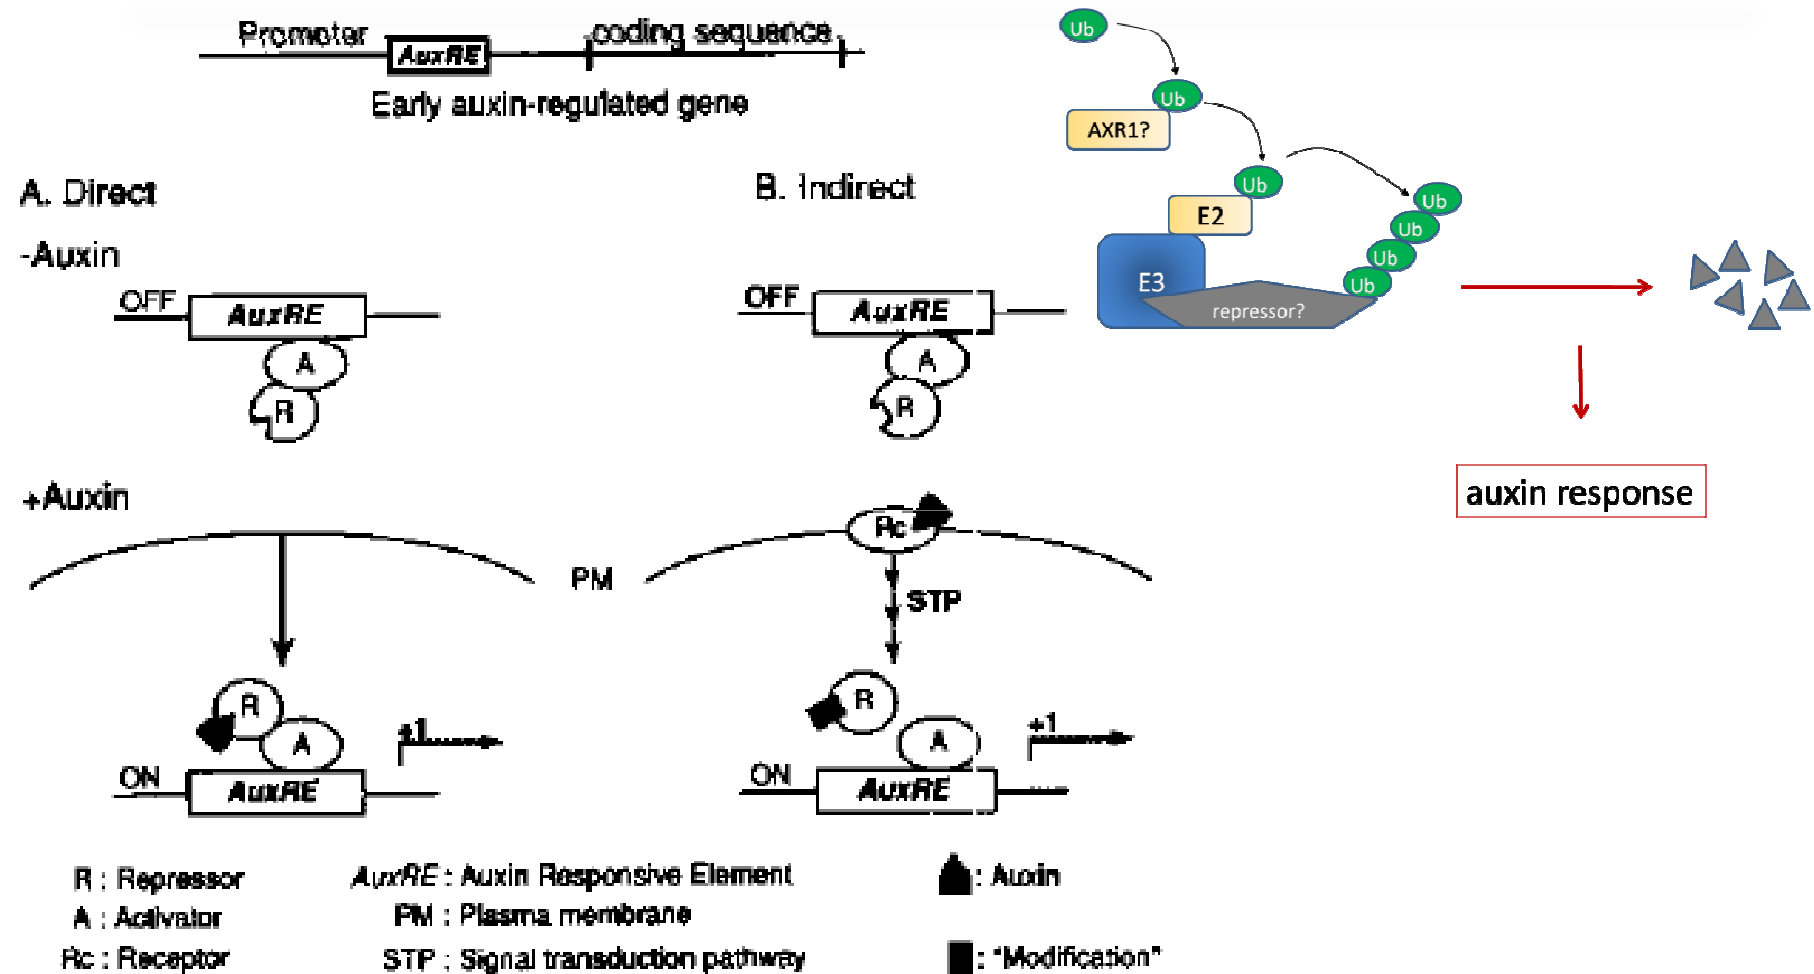 Promoter
AuxRE
coding sequence
Early auxin-regulated gene
A. Direct
-Auxin
OFF
AuxRE
A
R
+Auxin
R
A
+1
ON
AuxRE
PM
B. Indirect
OFF
AuxRE
A
R
Rc
STP
R
A
+1
ON
AuxRE
R : Repressor
A : Activator
Rc : Receptor
AuxRE : Auxin Responsive Element
PM : Plasma membrane
STP : Signal transduction pathway
: Auxin
: "Modification"
Ub
Ub
AXR1?
Ub
E2
E3
repressor?
Ub
Ub
Ub
Ub
auxin response